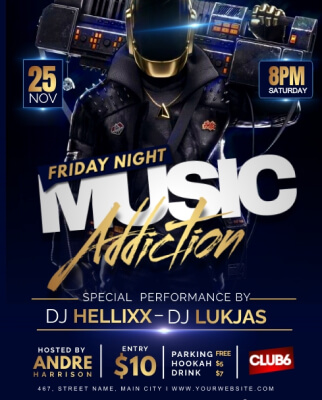 25
NOV
8PM
SATURDAY
FRIDAY NIGHT
MUSIC
Addiction
SPECIAL PERFORMANCE BY
DJ HELLIXX – DJ LUKJAS
HOSTED BY
ANDRE
HARRISON
ENTRY
$10
PARKING FREE
HOOKAH $5
DRINK $7
CLUB6
467, STREET NAME, MAIN CITY I WWW.YOURWEBSITE.COM